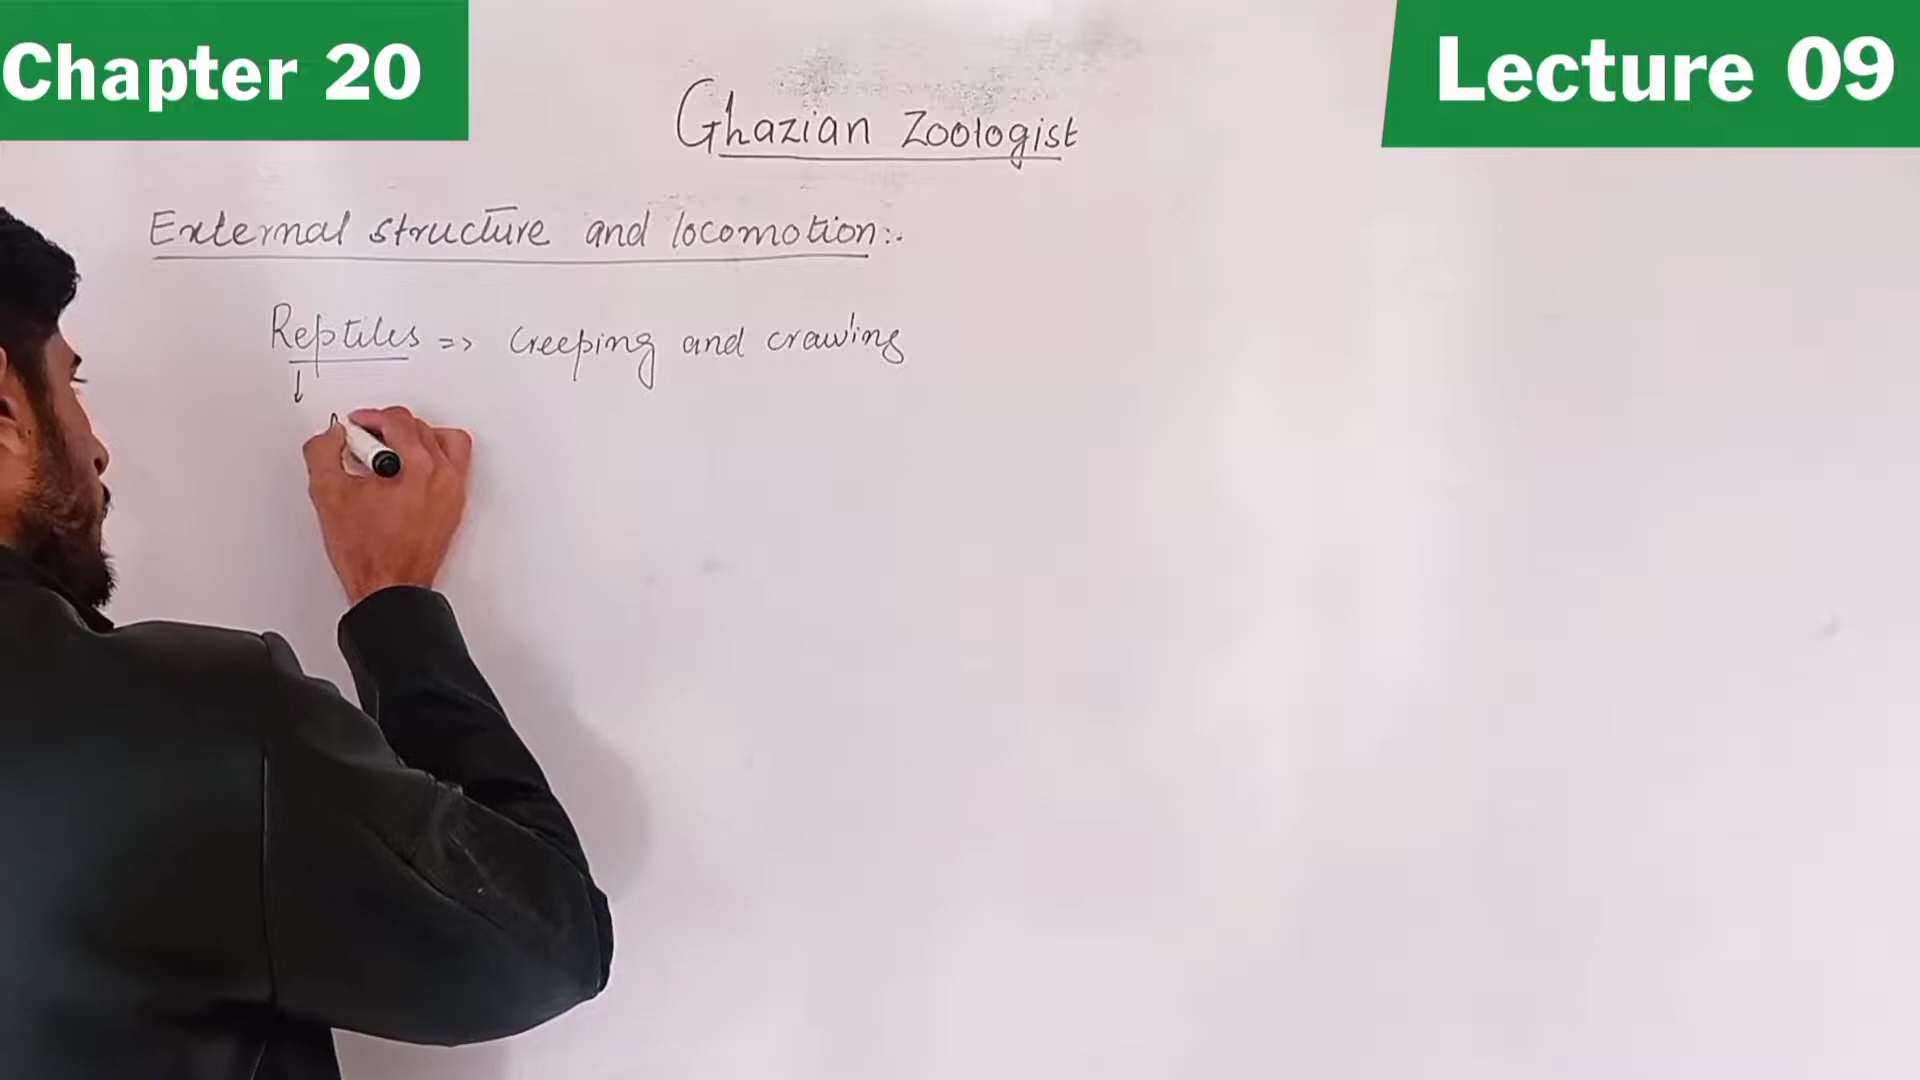 Chapter 20
Lecture 09
Ghazian Zoologist
External structure and locomotion:.
Reptiles => Creeping and crawling